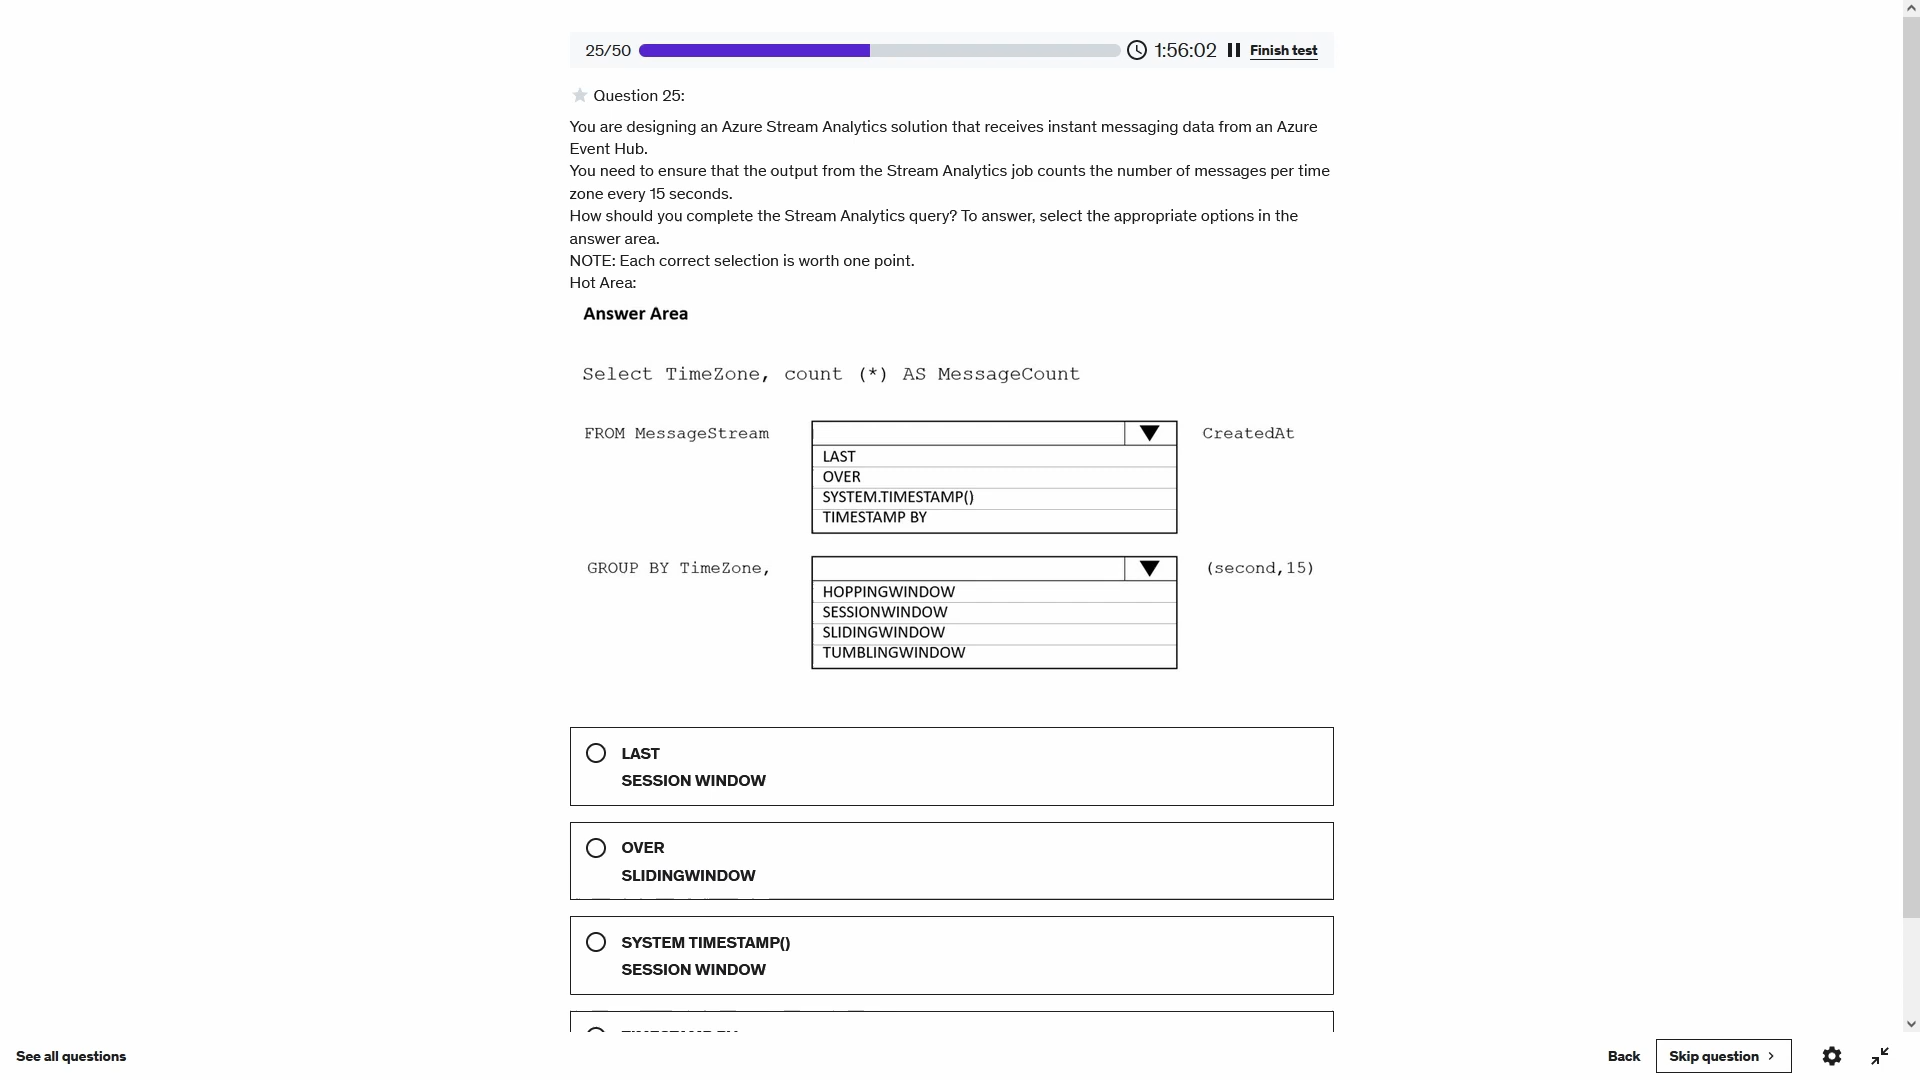 25/50 1:56:02 Finish test
Question 25:
You are designing an Azure Stream Analytics solution that receives instant messaging data from an Azure
Event Hub.
You need to ensure that the output from the Stream Analytics job counts the number of messages per time
zone every 15 seconds.
How should you complete the Stream Analytics query? To answer, select the appropriate options in the
answer area.
NOTE: Each correct selection is worth one point.
Hot Area:
Answer Area
Select TimeZone, count (*) AS MessageCount
FROM MessageStream CreatedAt
LAST
OVER
SYSTEM.TIMESTAMP()
TIMESTAMP BY
GROUP BY TimeZone, (second,15)
HOPPINGWINDOW
SESSIONWINDOW
SLIDINGWINDOW
TUMBLINGWINDOW
LAST
SESSION WINDOW
OVER
SLIDINGWINDOW
SYSTEM TIMESTAMP()
SESSION WINDOW
See all questions Back Skip question